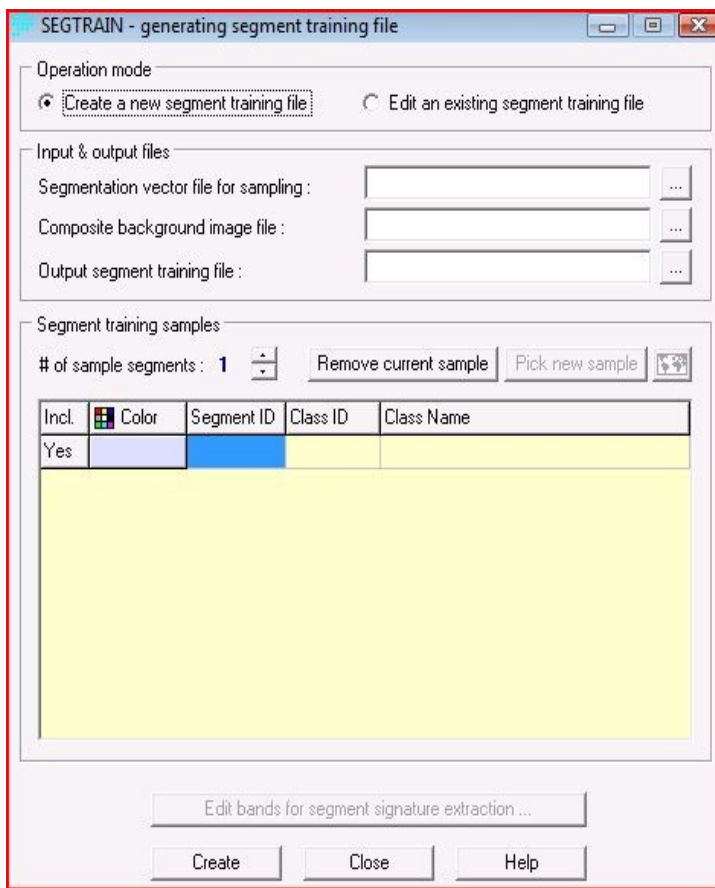 SEGTRAIN - generating segment training file
Operation mode
Create a new segment training file Edit an existing segment training file
Input & output files
Segmentation vector file for sampling :
...
Composite background image file :
...
Output segment training file :
...
Segment training samples
# of sample segments : 1 Remove current sample Pick new sample
Incl. Color Segment ID Class ID Class Name
Yes
Edit bands for segment signature extraction ...
Create Close Help